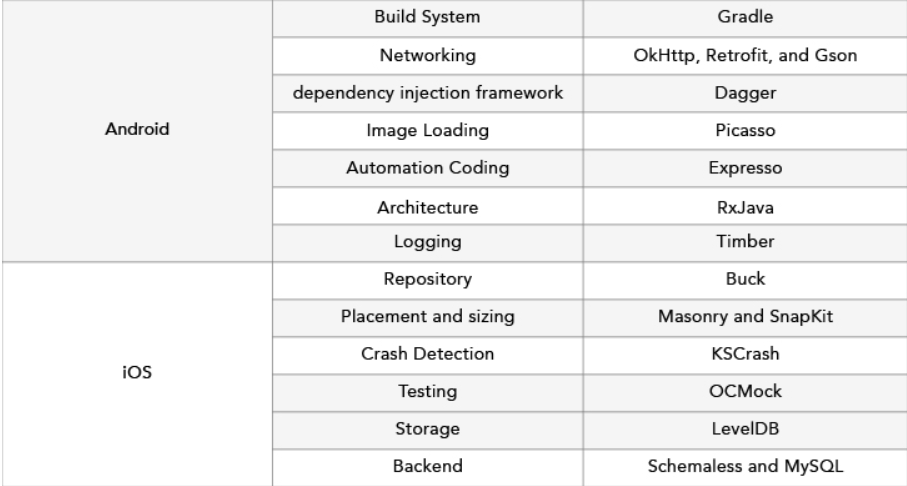 Build System Gradle
Networking OkHttp, Retrofit, and Gson
dependency injection framework Dagger
Android Image Loading Picasso
Automation Coding Expresso
Architecture RxJava
Logging Timber
Repository Buck
Placement and sizing Masonry and SnapKit
Crash Detection KSCrash
iOS Testing OCMock
Storage LevelDB
Backend Schemaless and MySQL